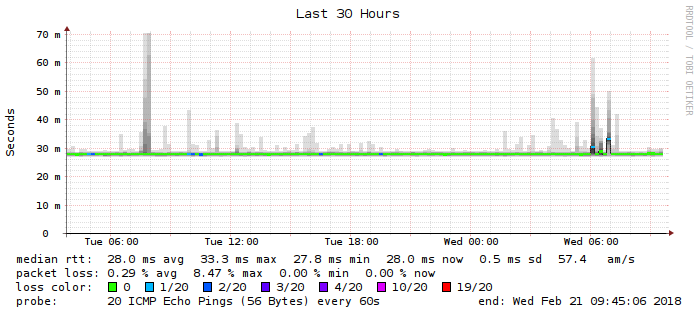 Last 30 Hours
RRDTOOL / TOBI OETIKER
Seconds
70 m
60 m
50 m
40 m
30 m
20 m
10 m
0
Tue 06:00 Tue 12:00 Tue 18:00 Wed 00:00 Wed 06:00
median rtt: 28.0 ms avg 33.3 ms max 27.8 ms min 28.0 ms now 0.5 ms sd 57.4 am/s
packet loss: 0.29 % avg 8.47 % max 0.00 % min 0.00 % now
loss color: 0 1/20 2/20 3/20 4/20 10/20 19/20
probe: 20 ICMP Echo Pings (56 Bytes) every 60s end: Wed Feb 21 09:45:06 2018